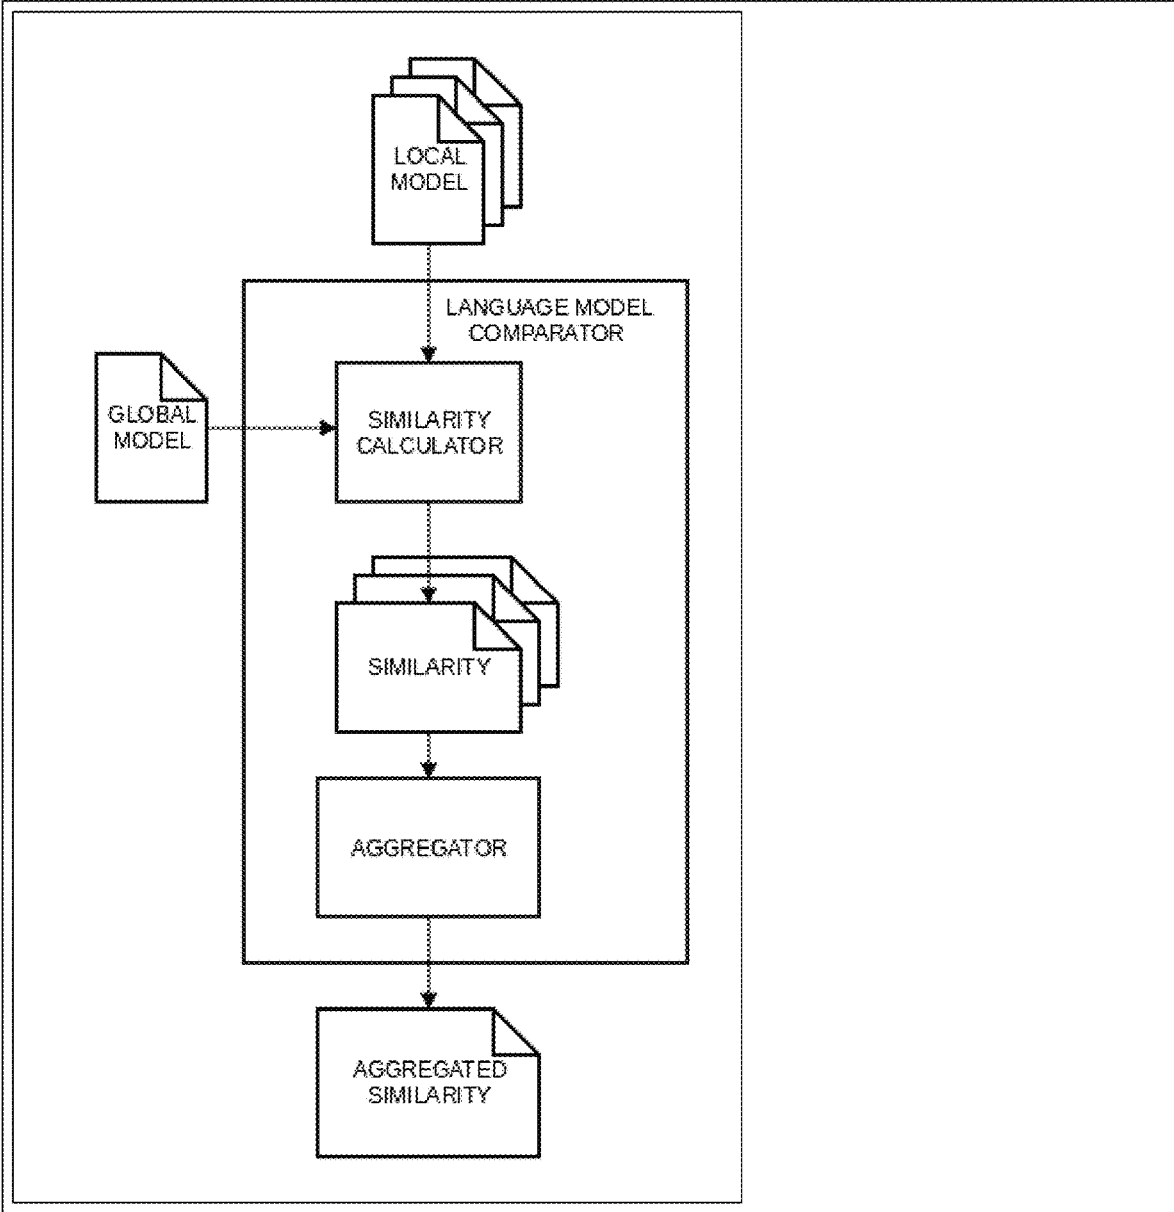 LOCAL
MODEL
LANGUAGE MODEL
COMPARATOR
GLOBAL
MODEL
SIMILARITY
CALCULATOR
SIMILARITY
AGGREGATOR
AGGREGATED
SIMILARITY